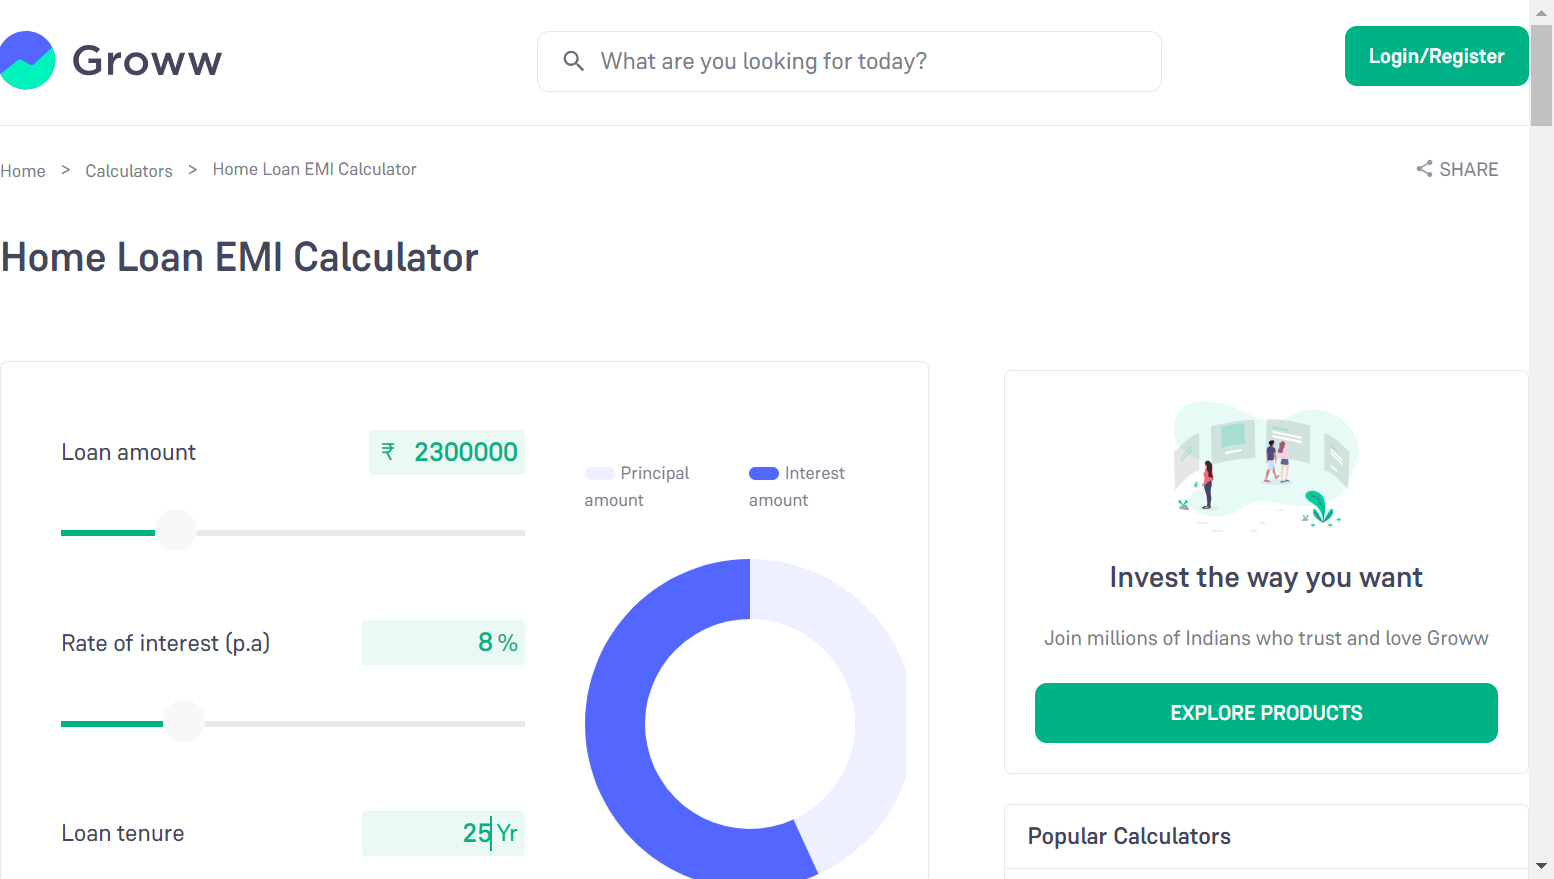 Groww
What are you looking for today?
Login/Register
Home > Calculators > Home Loan EMI Calculator
SHARE
Home Loan EMI Calculator
Loan amount
₹ 2300000
Principal amount
Interest amount
Rate of interest (p.a)
8 %
Loan tenure
25 Yr
Invest the way you want
Join millions of Indians who trust and love Groww
EXPLORE PRODUCTS
Popular Calculators